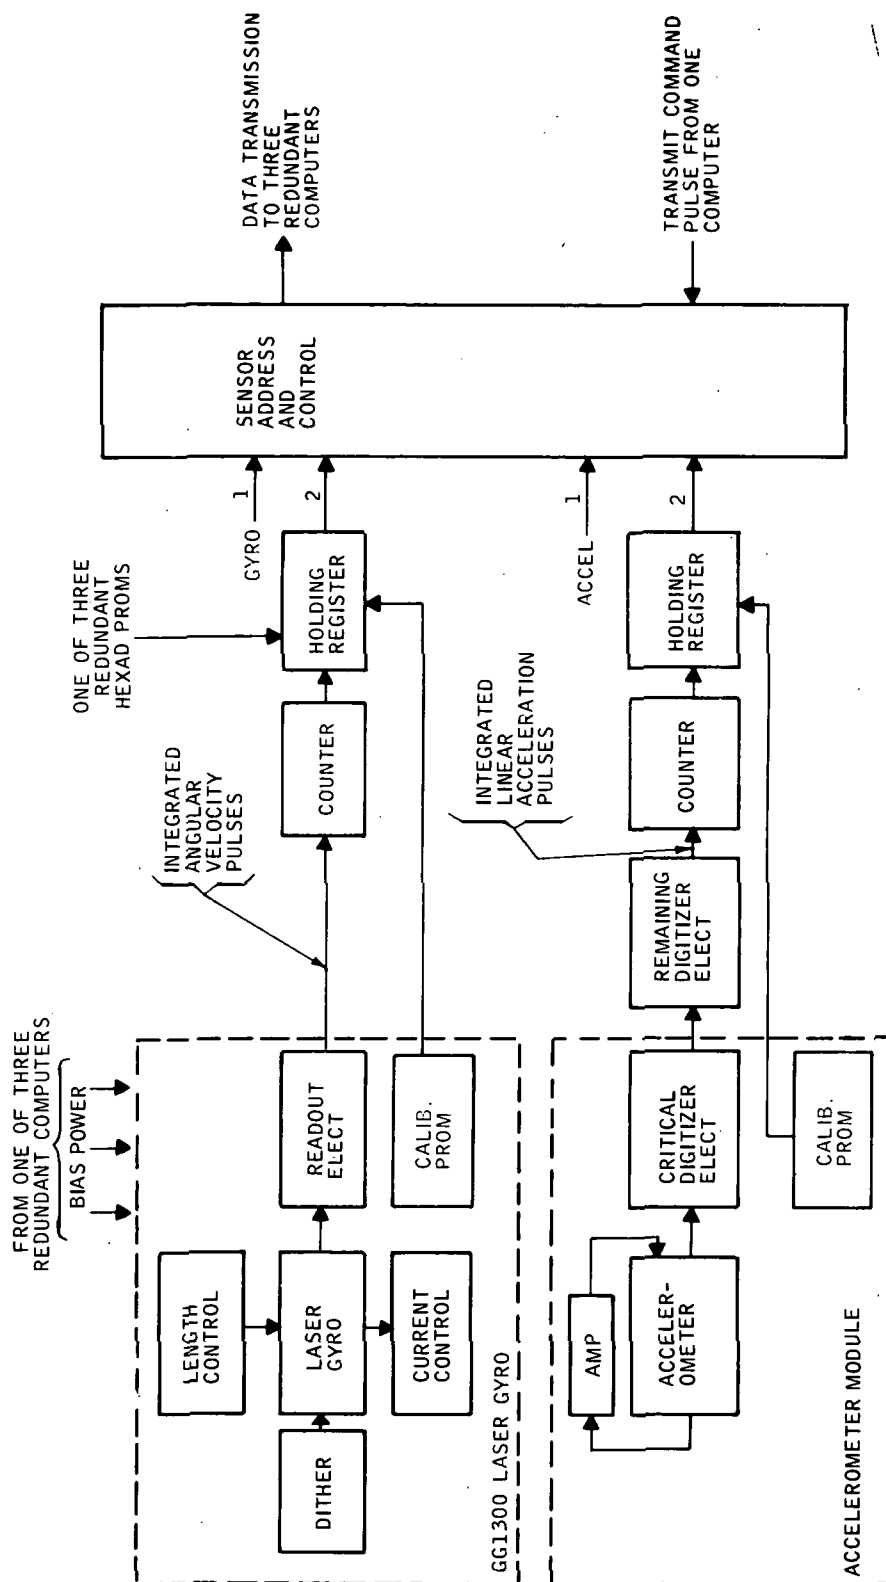 FROM ONE OF THREE
REDUNDANT COMPUTERS
BIAS POWER
LENGTH
CONTROL
DITHER
LASER
GYRO
CURRENT
CONTROL
READOUT
ELECT
CALIB.
PROM
GG1300 LASER GYRO
INTEGRATED
ANGULAR
VELOCITY
PULSES
COUNTER
ONE OF THREE
REDUNDANT
HEXAD PROMS
HOLDING
REGISTER
GYRO
1
2
SENSOR
ADDRESS
AND
CONTROL
DATA TRANSMISSION
TO THREE
REDUNDANT
COMPUTERS
AMP
ACCELER-
OMETER
CRITICAL
DIGITIZER
ELECT
CALIB.
PROM
ACCELEROMETER MODULE
REMAINING
DIGITIZER
ELECT
INTEGRATED
LINEAR
ACCELERATION
PULSES
COUNTER
HOLDING
REGISTER
ACCEL
1
2
TRANSMIT COMMAND
PULSE FROM ONE
COMPUTER